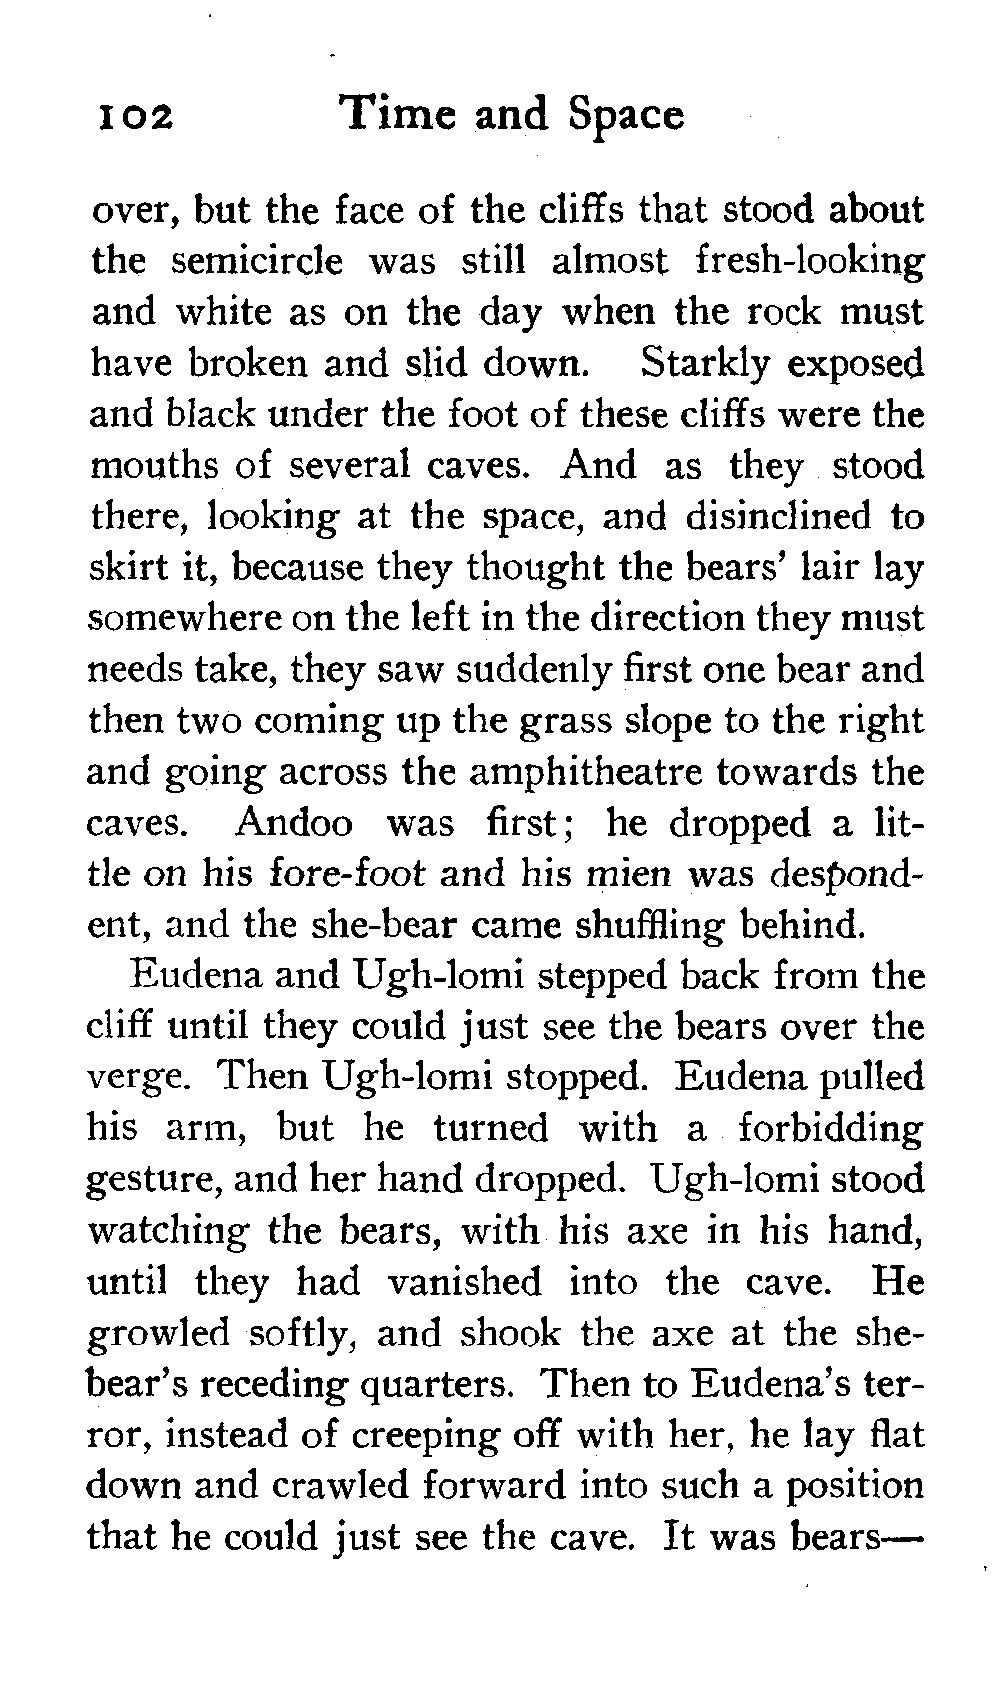 102 Time and Space
over, but the face of the cliffs that stood about
the semicircle was still almost fresh-looking
and white as on the day when the rock must
have broken and slid down. Starkly exposed
and black under the foot of these cliffs were the
mouths of several caves. And as they stood
there, looking at the space, and disinclined to
skirt it, because they thought the bears' lair lay
somewhere on the left in the direction they must
needs take, they saw suddenly first one bear and
then two coming up the grass slope to the right
and going across the amphitheatre towards the
caves. Andoo was first; he dropped a lit-
tle on his fore-foot and his mien was despond-
ent, and the she-bear came shuffling behind.
Eudena and Ugh-lomi stepped back from the
cliff until they could just see the bears over the
verge. Then Ugh-lomi stopped. Eudena pulled
his arm, but he turned with a forbidding
gesture, and her hand dropped. Ugh-lomi stood
watching the bears, with his axe in his hand,
until they had vanished into the cave. He
growled softly, and shook the axe at the she-
bear's receding quarters. Then to Eudena's ter-
ror, instead of creeping off with her, he lay flat
down and crawled forward into such a position
that he could just see the cave. It was bears—